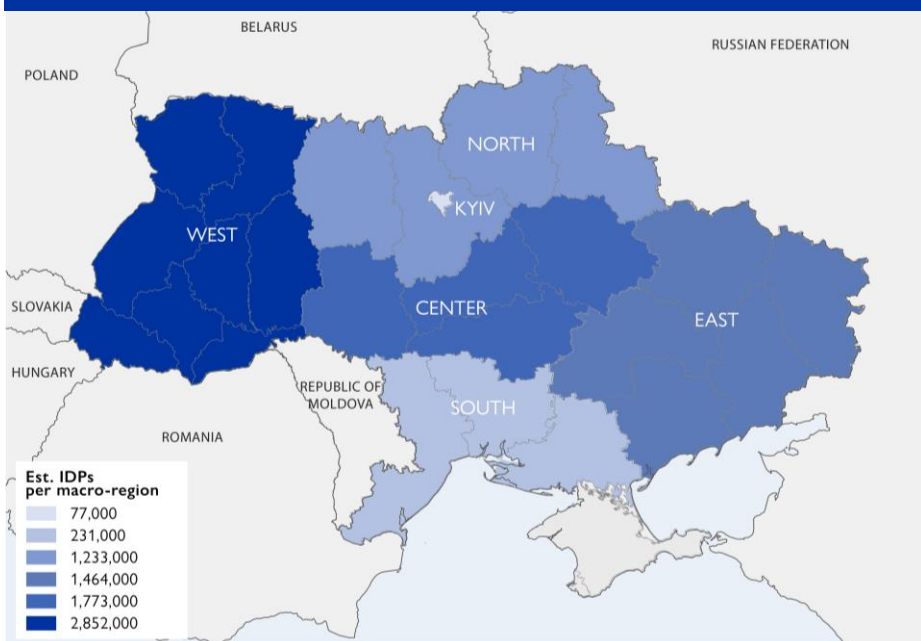 BELARUS
RUSSIAN FEDERATION
POLAND
NORTH
KYIV
WEST
SLOVAKIA
CENTER
EAST
HUNGARY
REPUBLIC OF
MOLDOVA
SOUTH
ROMANIA
Est. IDPs
per macro-region
77,000
231,000
1,233,000
1,464,000
1,773,000
2,852,000